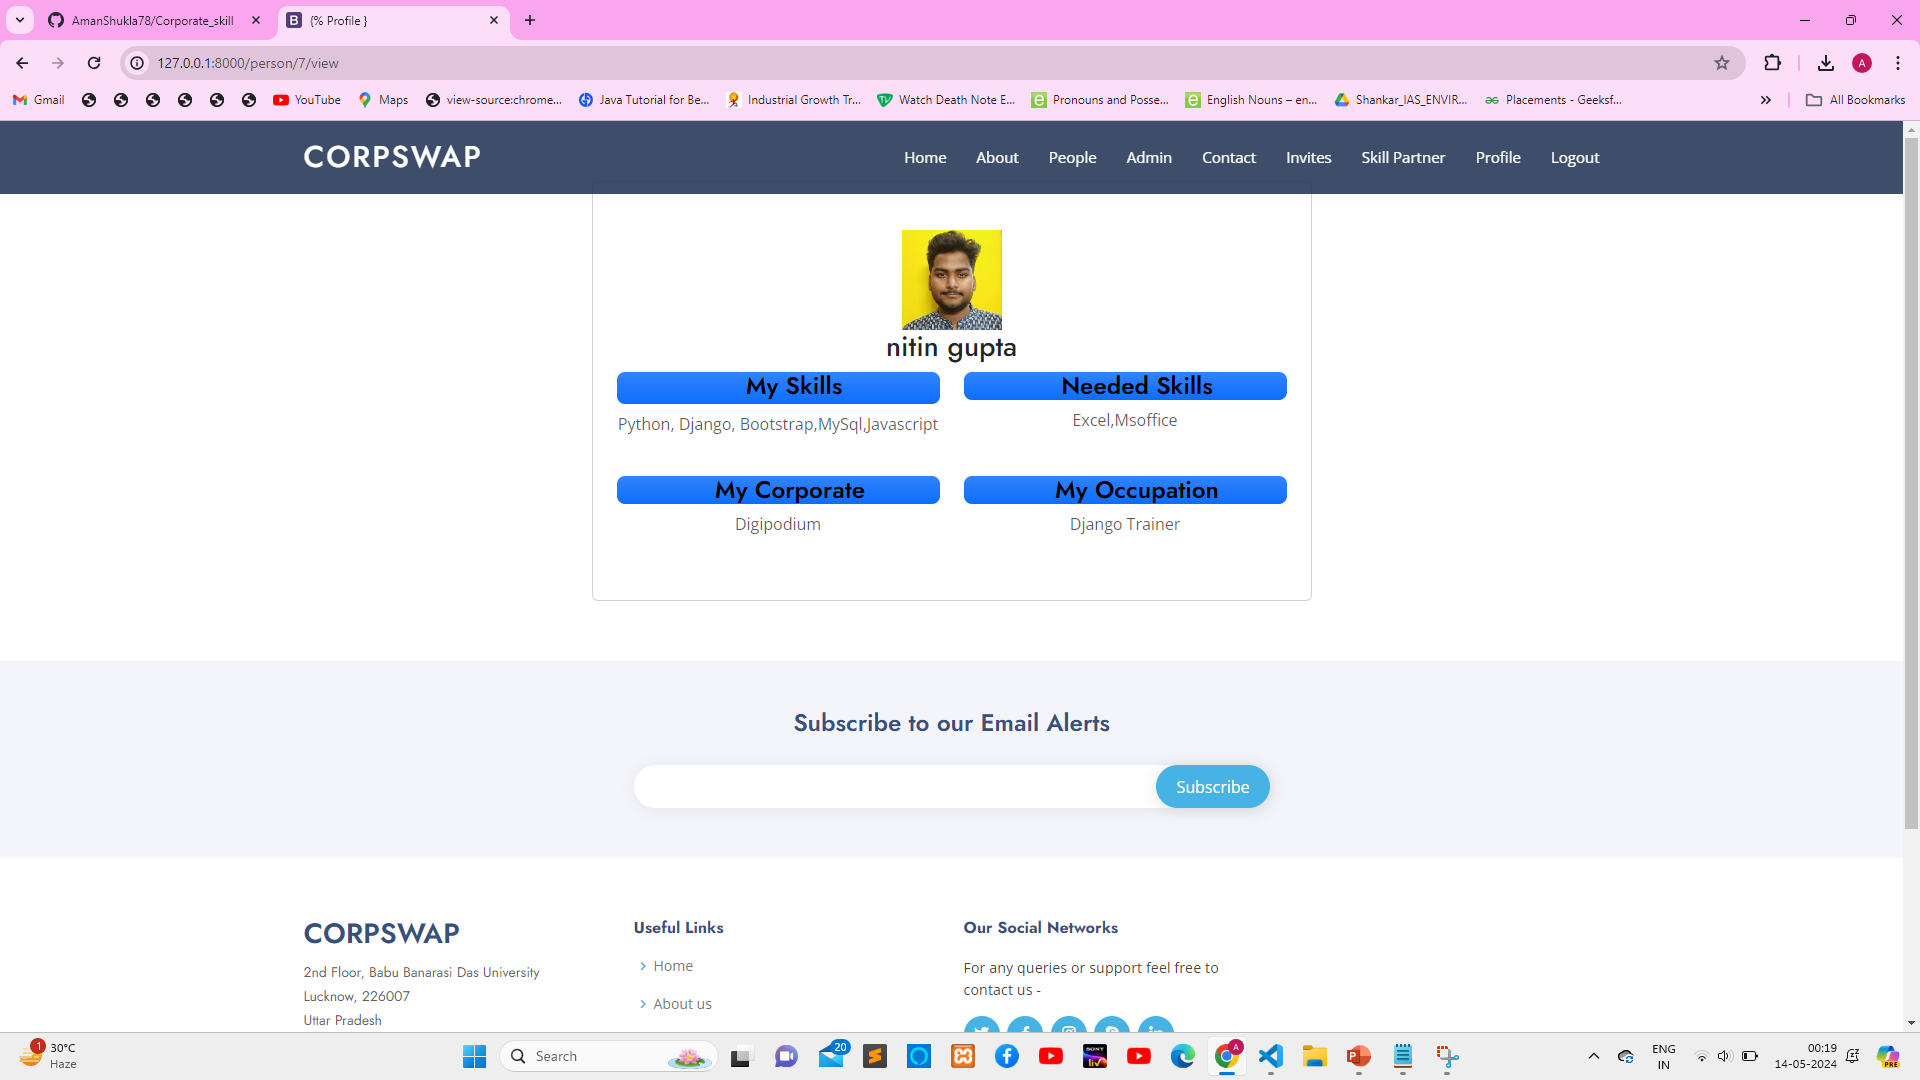 AmanShukla78/Corporate_skill
{% Profile }
127.0.0.1:8000/person/7/view
A
Gmail
YouTube
Maps
view-source:chrome...
Java Tutorial for Be...
Industrial Growth Tr...
Watch Death Note E...
Pronouns and Posse...
English Nouns – en...
Shankar_IAS_ENVIR...
Placements - Geeksf...
All Bookmarks
CORPSWAP
Home
About
People
Admin
Contact
Invites
Skill Partner
Profile
Logout
nitin gupta
My Skills
Needed Skills
Python, Django, Bootstrap,MySql,Javascript
Excel,Msoffice
My Corporate
My Occupation
Digipodium
Django Trainer
Subscribe to our Email Alerts
Subscribe
CORPSWAP
2nd Floor, Babu Banarasi Das University
Lucknow, 226007
Uttar Pradesh
Useful Links
Home
About us
Our Social Networks
For any queries or support feel free to
contact us -
1
30°C
Haze
Search
20
A
ENG
IN
00:19
14-05-2024
PRE